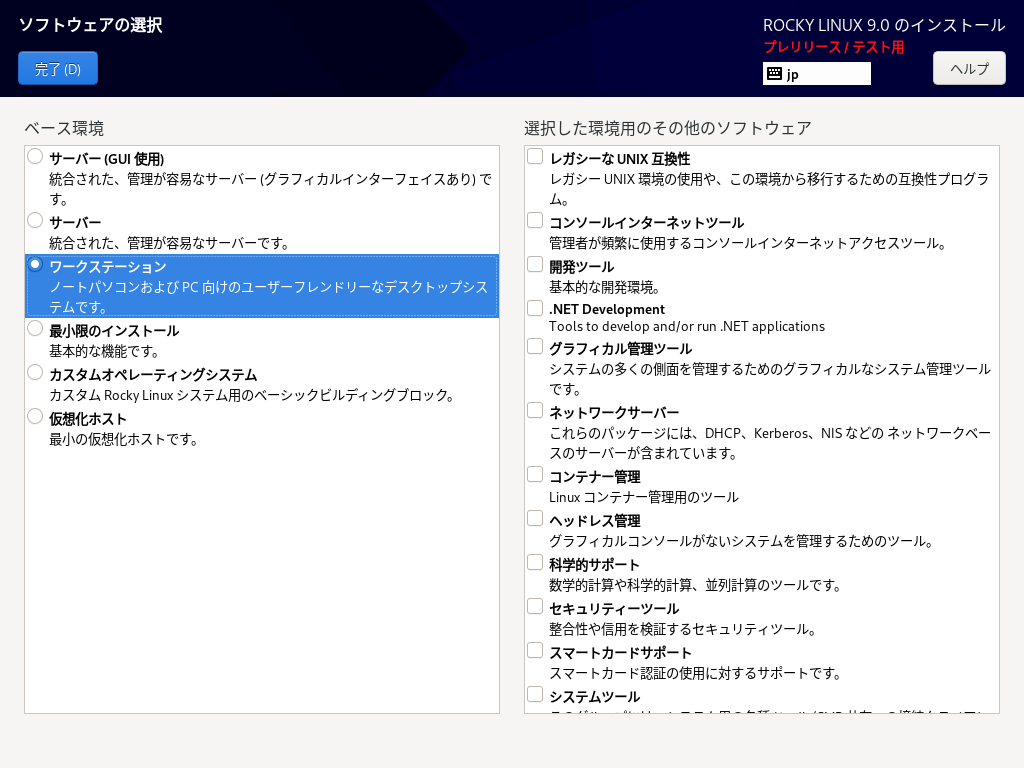 ソフトウェアの選択
完了 (D)
ROCKY LINUX 9.0 のインストール
プレリリース / テスト用
jp
ヘルプ
ベース環境
サーバー (GUI 使用)
統合された、管理が容易なサーバー (グラフィカルインターフェイスあり) で
す。
サーバー
統合された、管理が容易なサーバーです。
ワークステーション
ノートパソコンおよび PC 向けのユーザーフレンドリーなデスクトップシス
テムです。
最小限のインストール
基本的な機能です。
カスタムオペレーティングシステム
カスタム Rocky Linux システム用のベーシックビルディングブロック。
仮想化ホスト
最小の仮想化ホストです。
選択した環境用のその他のソフトウェア
レガシーな UNIX 互換性
レガシー UNIX 環境の使用や、この環境から移行するための互換性プログラ
ム。
コンソールインターネットツール
管理者が頻繁に使用するコンソールインターネットアクセスツール。
開発ツール
基本的な開発環境。
.NET Development
Tools to develop and/or run .NET applications
グラフィカル管理ツール
システムの多くの側面を管理するためのグラフィカルなシステム管理ツール
です。
ネットワークサーバー
これらのパッケージには、DHCP、Kerberos、NIS などの ネットワークベー
スのサーバーが含まれています。
コンテナー管理
Linux コンテナー管理用のツール
ヘッドレス管理
グラフィカルコンソールがないシステムを管理するためのツール。
科学的サポート
数学的計算や科学的計算、並列計算のツールです。
セキュリティーツール
整合性や信用を検証するセキュリティツール。
スマートカードサポート
スマートカード認証の使用に対するサポートです。
システムツール